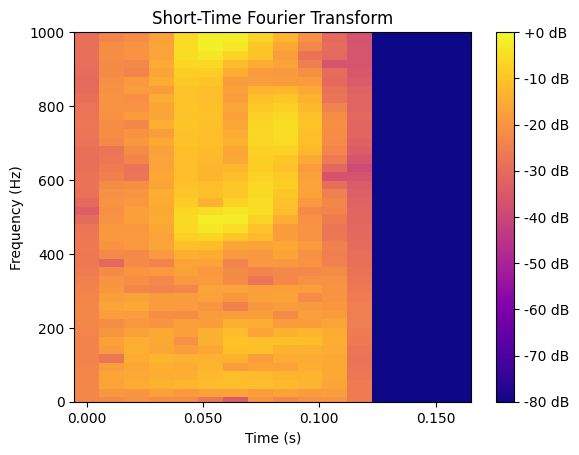 Short-Time Fourier Transform
Frequency (Hz)
1000
800
600
400
200
0
0.000
0.050
0.100
0.150
Time (s)
+0 dB
-10 dB
-20 dB
-30 dB
-40 dB
-50 dB
-60 dB
-70 dB
-80 dB